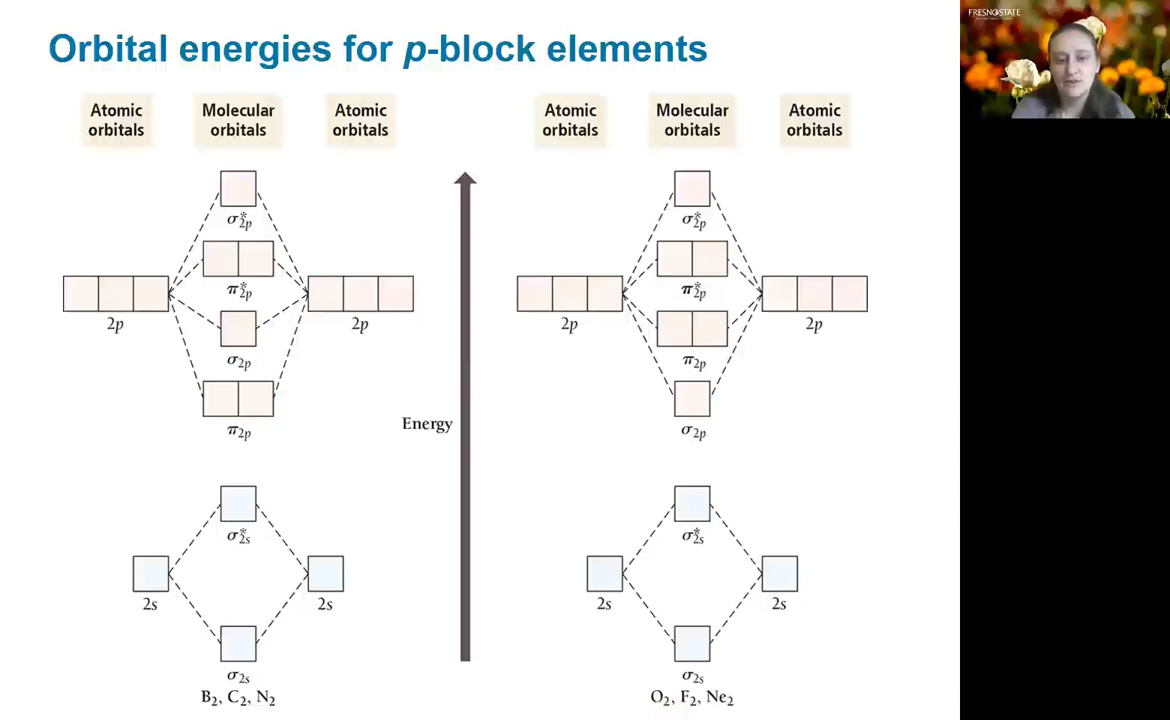 FRESNO STATE
Orbital energies for p-block elements
Atomic orbitals
Molecular orbitals
Atomic orbitals
σ*2p
π*2p
2p
2p
σ2p
π2p
σ*2s
2s
2s
σ2s
B2, C2, N2
Energy
Atomic orbitals
Molecular orbitals
Atomic orbitals
σ*2p
π*2p
2p
2p
π2p
σ2p
σ*2s
2s
2s
σ2s
O2, F2, Ne2